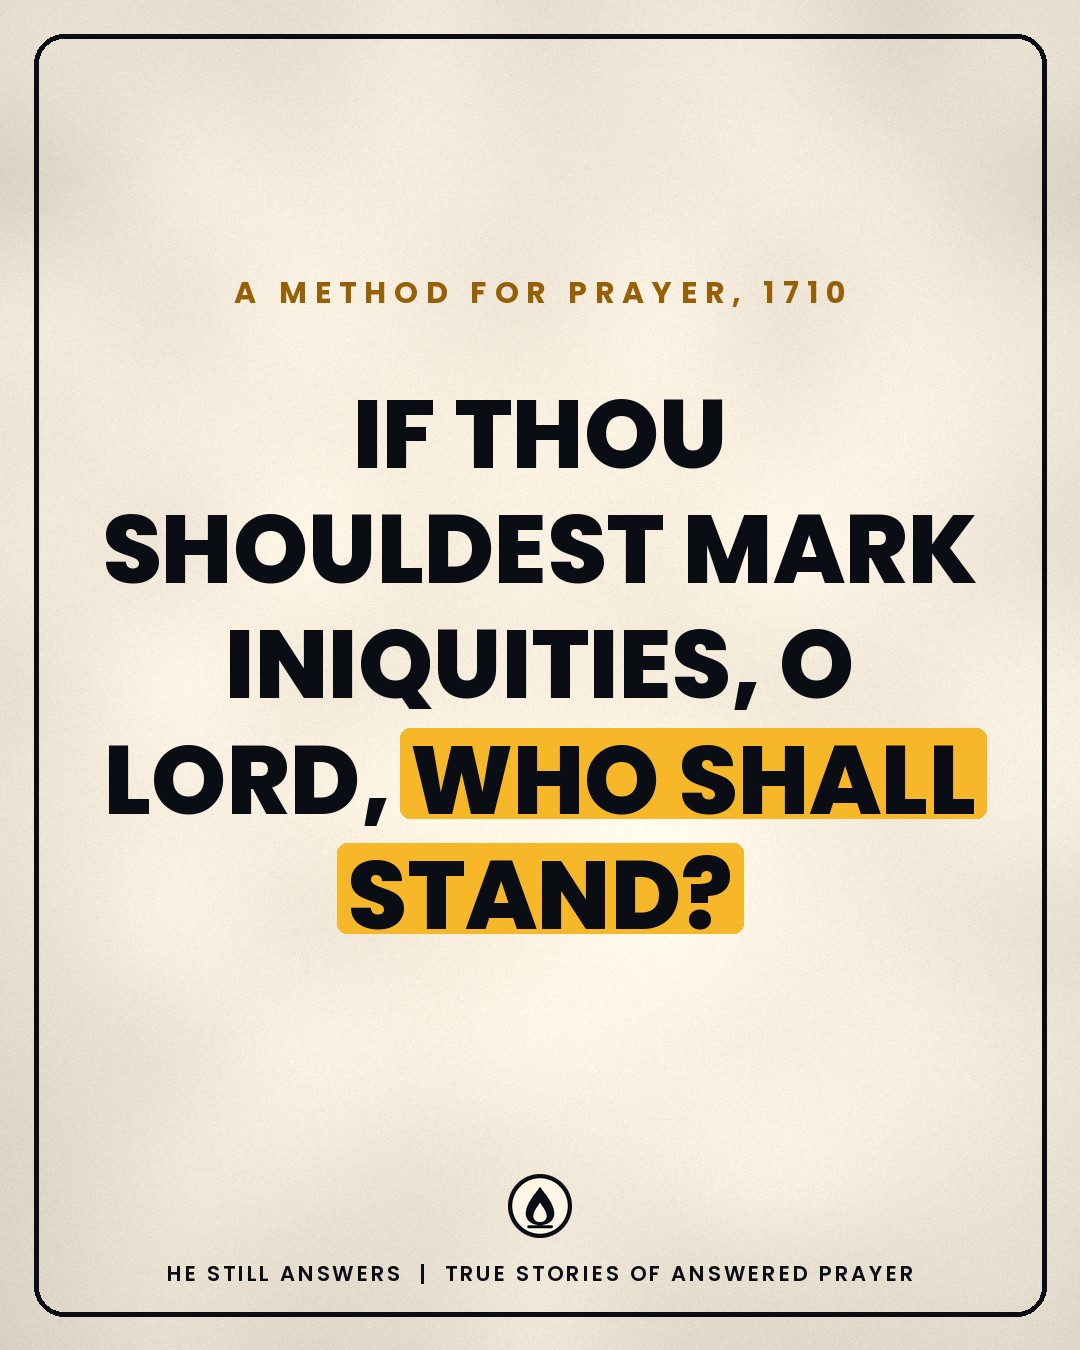 A METHOD FOR PRAYER, 1710
IF THOU
SHOULDEST MARK
INIQUITIES, O
LORD, WHO SHALL
STAND?
HE STILL ANSWERS | TRUE STORIES OF ANSWERED PRAYER